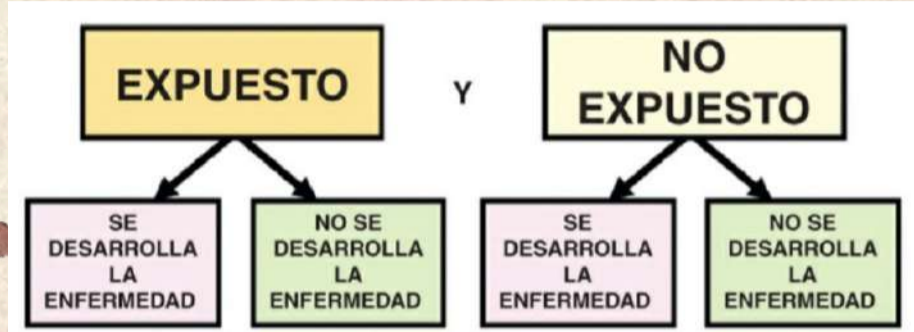 EXPUESTO
Y
NO
EXPUESTO
SE
DESARROLLA
LA
ENFERMEDAD
NO SE
DESARROLLA
LA
ENFERMEDAD
SE
DESARROLLA
LA
ENFERMEDAD
NO SE
DESARROLLA
LA
ENFERMEDAD